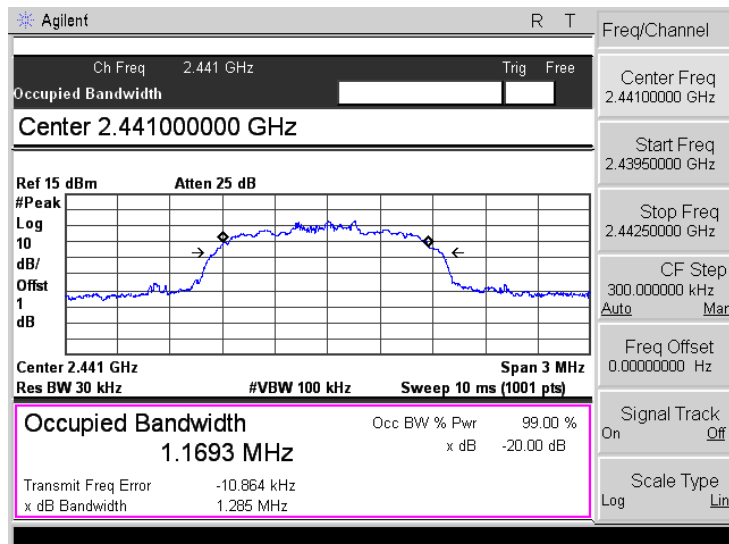 Agilent R T
Ch Freq 2.441 GHz Trig Free
Occupied Bandwidth
Center 2.441000000 GHz
Ref 15 dBm Atten 25 dB
#Peak
Log
10
dB/
Offst
1
dB
Center 2.441 GHz Span 3 MHz
Res BW 30 kHz #VBW 100 kHz Sweep 10 ms (1001 pts)
Occupied Bandwidth Occ BW % Pwr 99.00 %
1.1693 MHz x dB -20.00 dB
Transmit Freq Error -10.864 kHz
x dB Bandwidth 1.285 MHz
Freq/Channel
Center Freq
2.44100000 GHz
Start Freq
2.43950000 GHz
Stop Freq
2.44250000 GHz
CF Step
300.000000 kHz
Auto Man
Freq Offset
0.00000000 Hz
Signal Track
On Off
Scale Type
Log Lin